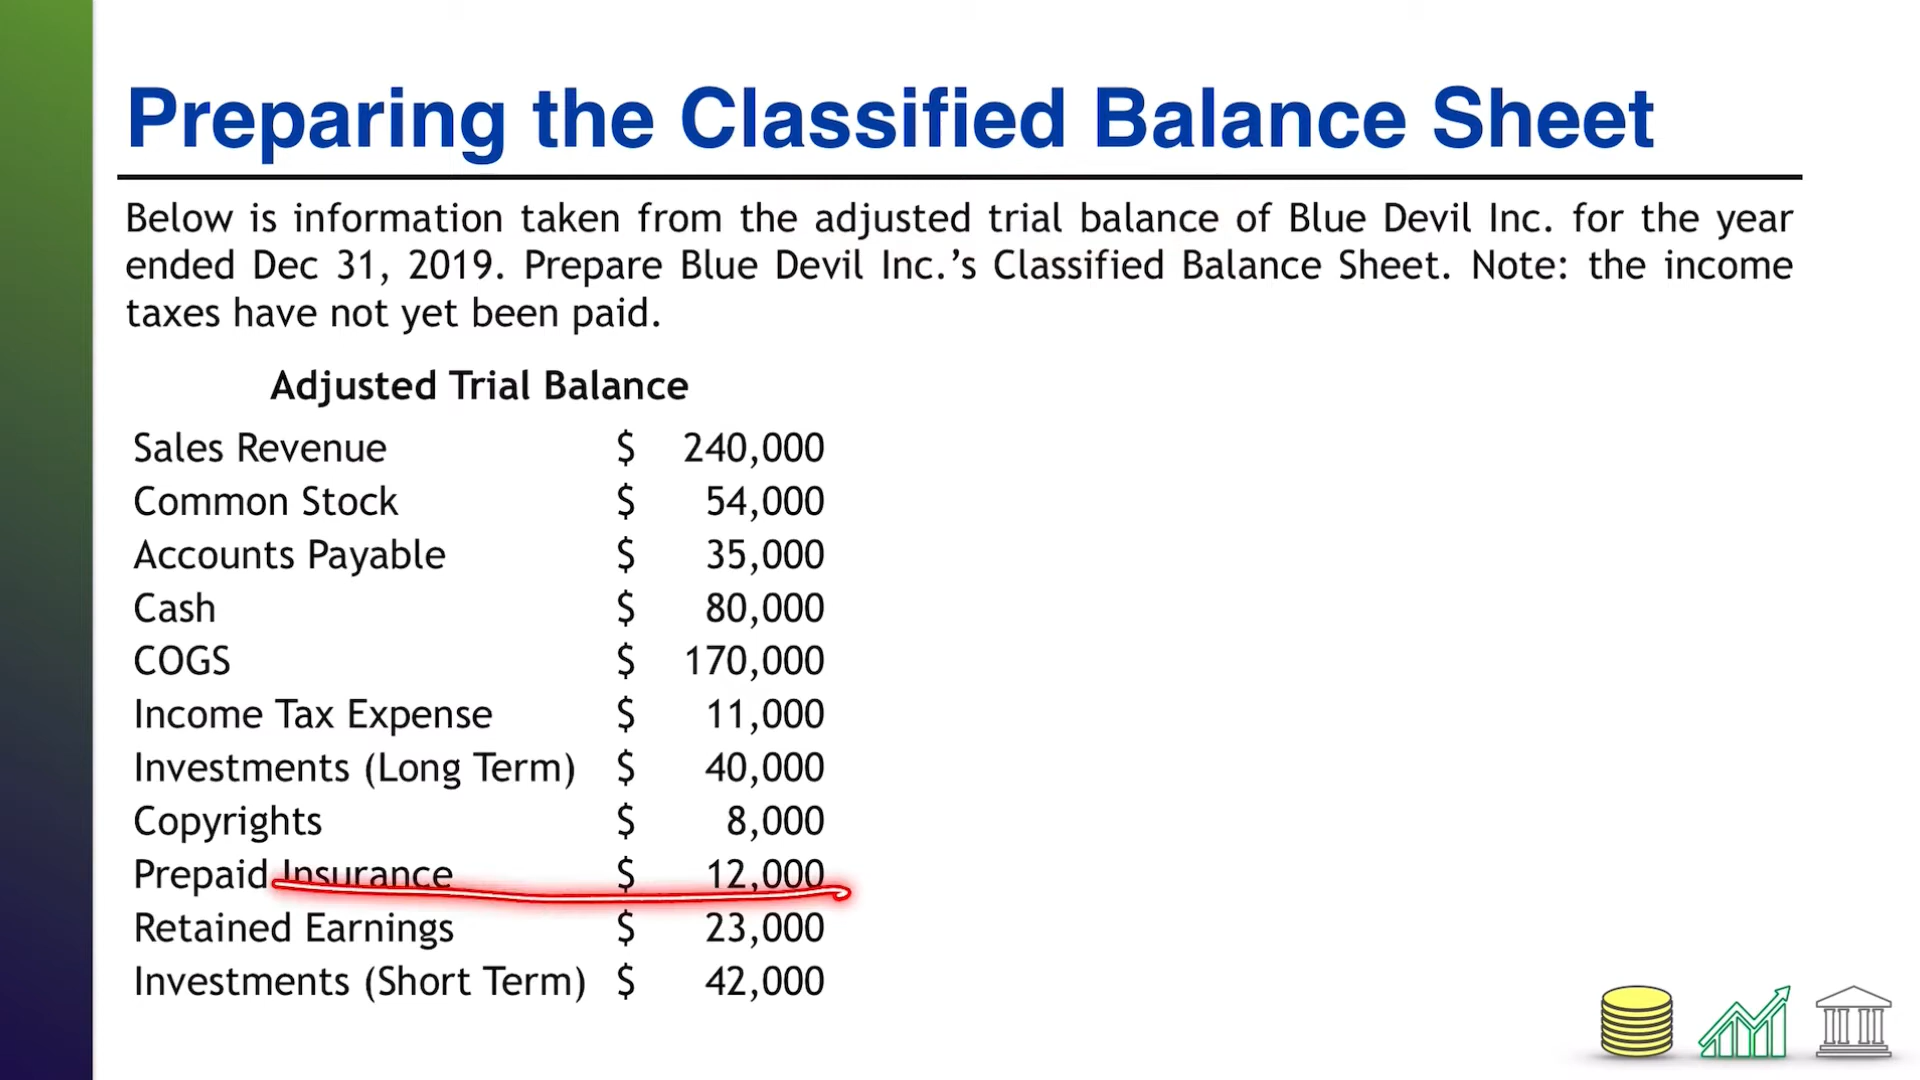 Preparing the Classified Balance Sheet
Below is information taken from the adjusted trial balance of Blue Devil Inc. for the year
ended Dec 31, 2019. Prepare Blue Devil Inc.’s Classified Balance Sheet. Note: the income
taxes have not yet been paid.
Adjusted Trial Balance
Sales Revenue $ 240,000
Common Stock $ 54,000
Accounts Payable $ 35,000
Cash $ 80,000
COGS $ 170,000
Income Tax Expense $ 11,000
Investments (Long Term) $ 40,000
Copyrights $ 8,000
Prepaid Insurance $ 12,000
Retained Earnings $ 23,000
Investments (Short Term) $ 42,000